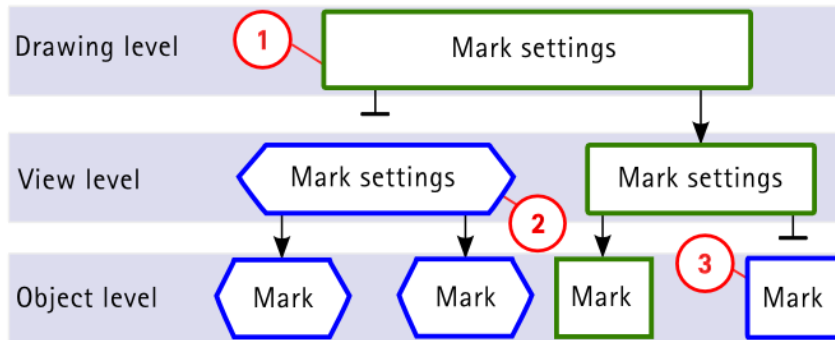 Drawing level
1
Mark settings
View level
Mark settings
Mark settings
2
Object level
Mark
Mark
Mark
3
Mark